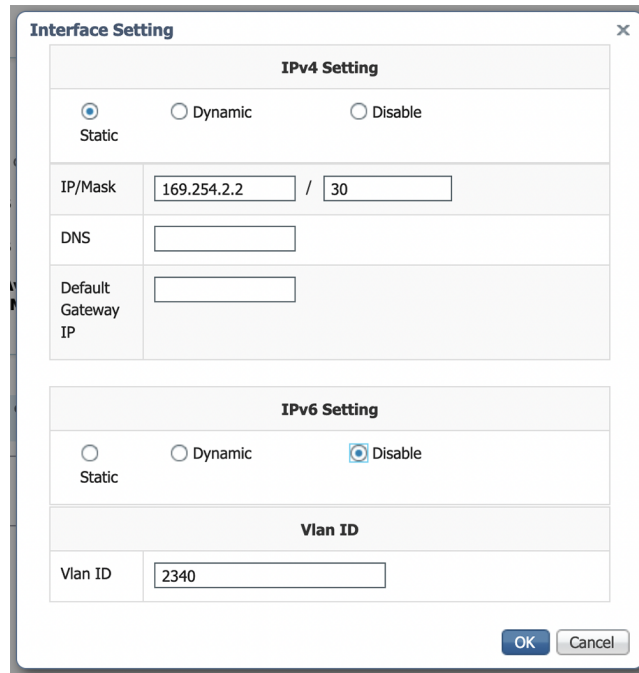 Interface Setting
×
IPv4 Setting
Static
Dynamic
Disable
IP/Mask
169.254.2.2 / 30
DNS
Default
Gateway
IP
IPv6 Setting
Static
Dynamic
Disable
Vlan ID
Vlan ID
2340
OK
Cancel